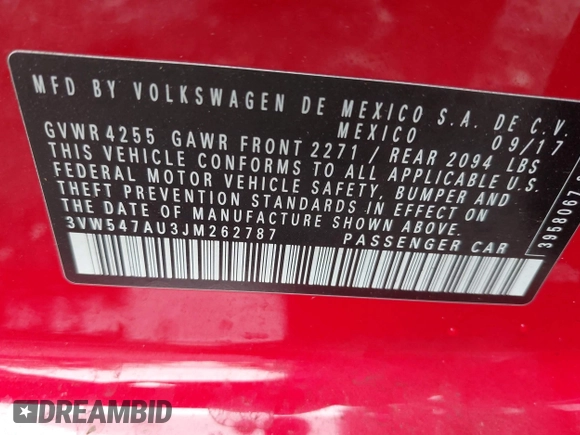 MFD BY VOLKSWAGEN DE MEXICO S.A. DE C.V.
MEXICO 09/17
GVWR 4255 GAWR FRONT 2271 / REAR 2094 LBS
THIS VEHICLE CONFORMS TO ALL APPLICABLE U.S.
FEDERAL MOTOR VEHICLE SAFETY, BUMPER AND
THEFT PREVENTION STANDARDS IN EFFECT ON
THE DATE OF MANUFACTURE SHOWN ABOVE.
3VW547AU3JM262787 PASSENGER CAR
3958067
DREAMBID